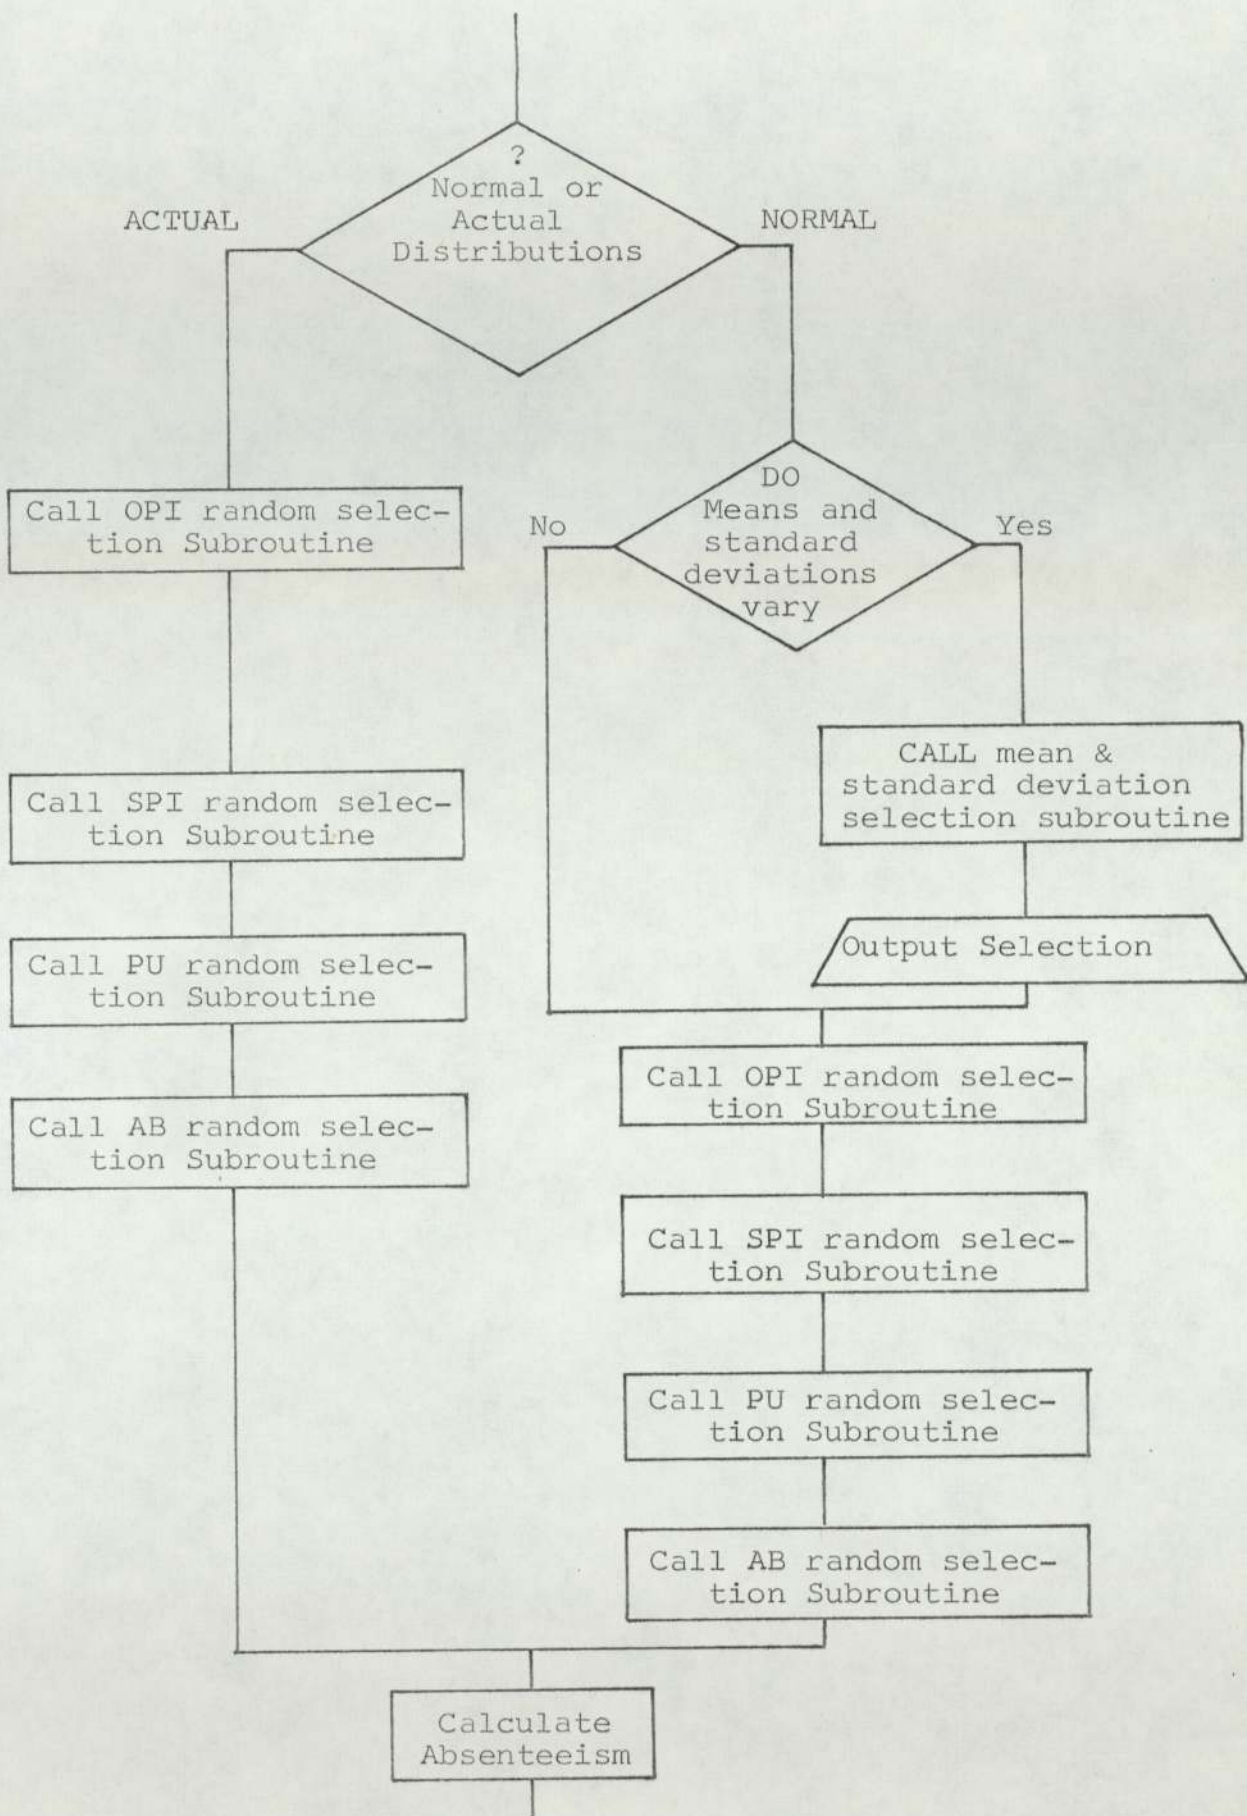 ?
Normal or
Actual
Distributions
ACTUAL
NORMAL
DO
Means and
standard
deviations
vary
No
Yes
Call OPI random selec-
tion Subroutine
CALL mean &
standard deviation
selection subroutine
Call SPI random selec-
tion Subroutine
Output Selection
Call PU random selec-
tion Subroutine
Call AB random selec-
tion Subroutine
Call OPI random selec-
tion Subroutine
Call SPI random selec-
tion Subroutine
Call PU random selec-
tion Subroutine
Call AB random selec-
tion Subroutine
Calculate
Absenteeism